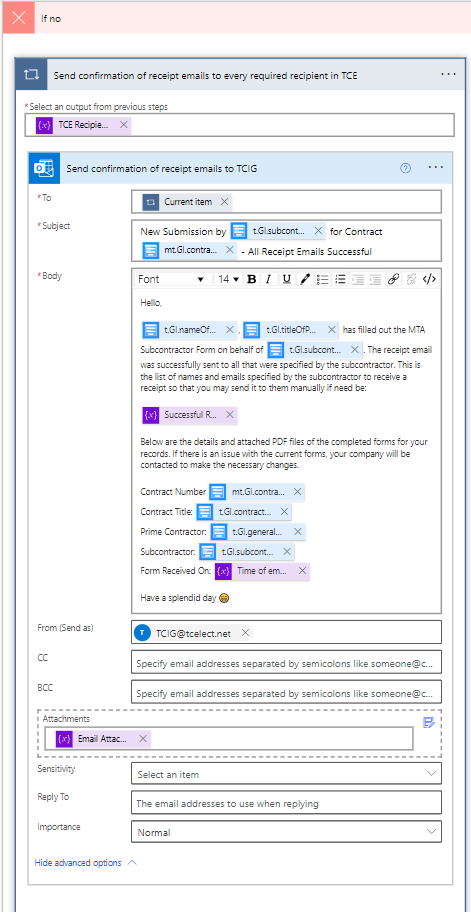 If no
Send confirmation of receipt emails to every required recipient in TCE ...
* Select an output from previous steps
{x} TCE Recipie... ×
Send confirmation of receipt emails to TCIG ? ...
* To
Current item ×
* Subject
New Submission by t.GI.subcont... × for Contract
mt.GI.contra... × - All Receipt Emails Successful
* Body
Font 14 B I U </>
Hello,
t.GI.nameOf... × , t.GI.titleOfP... × has filled out the MTA
Subcontractor Form on behalf of t.GI.subcont... × . The receipt email
was successfully sent to all that were specified by the subcontractor. This is
the list of names and emails specified by the subcontractor to receive a
receipt so that you may send it to them manually if need be:
{x} Successful R... ×
Below are the details and attached PDF files of the completed forms for your
records. If there is an issue with the current forms, your company will be
contacted to make the necessary changes.
Contract Number mt.GI.contra... ×
Contract Title: t.GI.contract... ×
Prime Contractor: t.GI.general... ×
Subcontractor: t.GI.subcont... ×
Form Received On: {x} Time of em... ×
Have a splendid day 😄
From (Send as)
T TCIG@tcelect.net ×
CC
Specify email addresses separated by semicolons like someone@c...
BCC
Specify email addresses separated by semicolons like someone@c...
Attachments
{x} Email Attac... ×
Sensitivity
Select an item
Reply To
The email addresses to use when replying
Importance
Normal
Hide advanced options